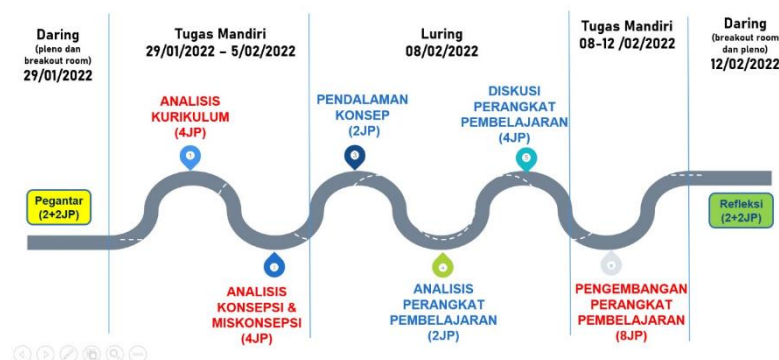 Daring
(pleno dan
breakout room)
29/01/2022
Tugas Mandiri
29/01/2022 – 5/02/2022
Luring
08/02/2022
Tugas Mandiri
08-12 /02/2022
Daring
(breakout room
dan pleno)
12/02/2022
ANALISIS
KURIKULUM
(4JP)
PENDALAMAN
KONSEP
(2JP)
DISKUSI
PERANGKAT
PEMBELAJARAN
(4JP)
1
3
5
Pegantar
(2+2JP)
Refleksi
(2+2JP)
ANALISIS
KONSEPSI &
MISKONSEPSI
(4JP)
ANALISIS
PERANGKAT
PEMBELAJARAN
(2JP)
PENGEMBANGAN
PERANGKAT
PEMBELAJARAN
(8JP)